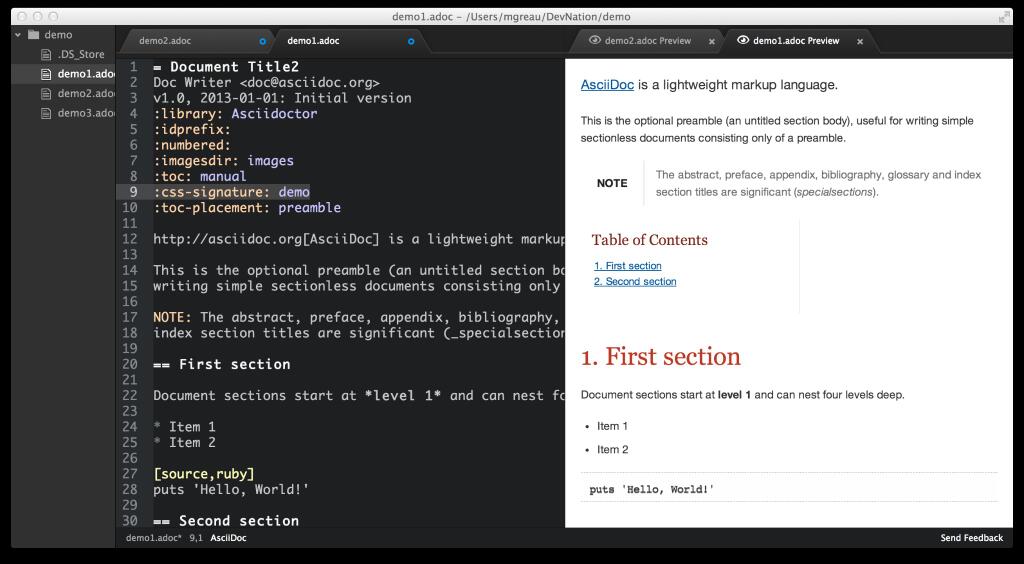 demo1.adoc - /Users/mgreau/DevNation/demo
demo
.DS_Store
demo1.ado
demo2.ado
demo3.ado
demo2.adoc
demo1.adoc
1 = Document Title2
2 Doc Writer <doc@asciidoc.org>
3 v1.0, 2013-01-01: Initial version
4 :library: Asciidoctor
5 :idprefix:
6 :numbered:
7 :imagesdir: images
8 :toc: manual
9 :css-signature: demo
10 :toc-placement: preamble
11
12 http://asciidoc.org[AsciiDoc] is a lightweight markup
13
14 This is the optional preamble (an untitled section bo
15 writing simple sectionless documents consisting only
16
17 NOTE: The abstract, preface, appendix, bibliography,
18 index section titles are significant (_specialsection
19
20 == First section
21
22 Document sections start at *level 1* and can nest fo
23
24 * Item 1
25 * Item 2
26
27 [source,ruby]
28 puts 'Hello, World!'
29
30 == Second section
demo2.adoc Preview
demo1.adoc Preview
AsciiDoc is a lightweight markup language.
This is the optional preamble (an untitled section body), useful for writing simple
sectionless documents consisting only of a preamble.
NOTE
The abstract, preface, appendix, bibliography, glossary and index
section titles are significant (specialsections).
Table of Contents
1. First section
2. Second section
1. First section
Document sections start at level 1 and can nest four levels deep.
• Item 1
• Item 2
puts 'Hello, World!'
demo1.adoc* 9,1 AsciiDoc
Send Feedback